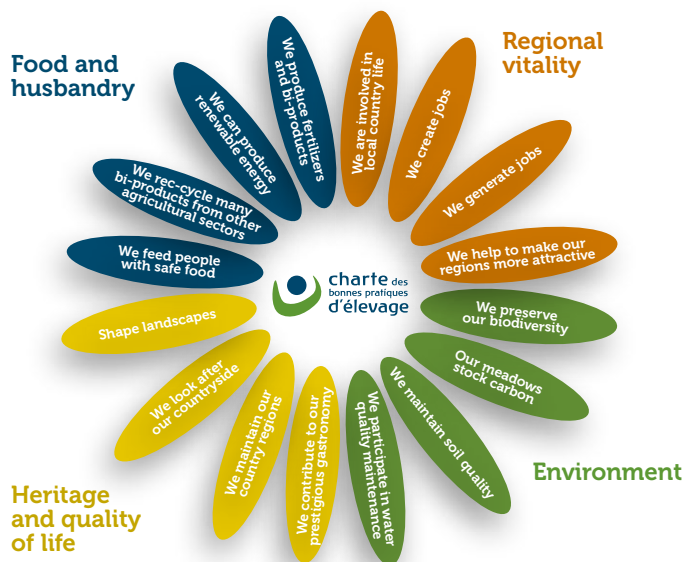 Food and
husbandry
We produce fertilizers
and bi-products
We can produce
renewable energy
We rec-cycle many
bi-products from other
agricultural sectors
We feed people
with safe food
Regional
vitality
We are involved in
local country life
We create jobs
We generate jobs
We help to make our
regions more attractive
charte des
bonnes pratiques
d'élevage
We preserve
our biodiversity
Our meadows
stock carbon
We maintain soil quality
We participate in water
quality maintenance
Environment
Shape landscapes
We look after
our countryside
We maintain our
country regions
We contribute to our
prestigious gastronomy
Heritage
and quality
of life